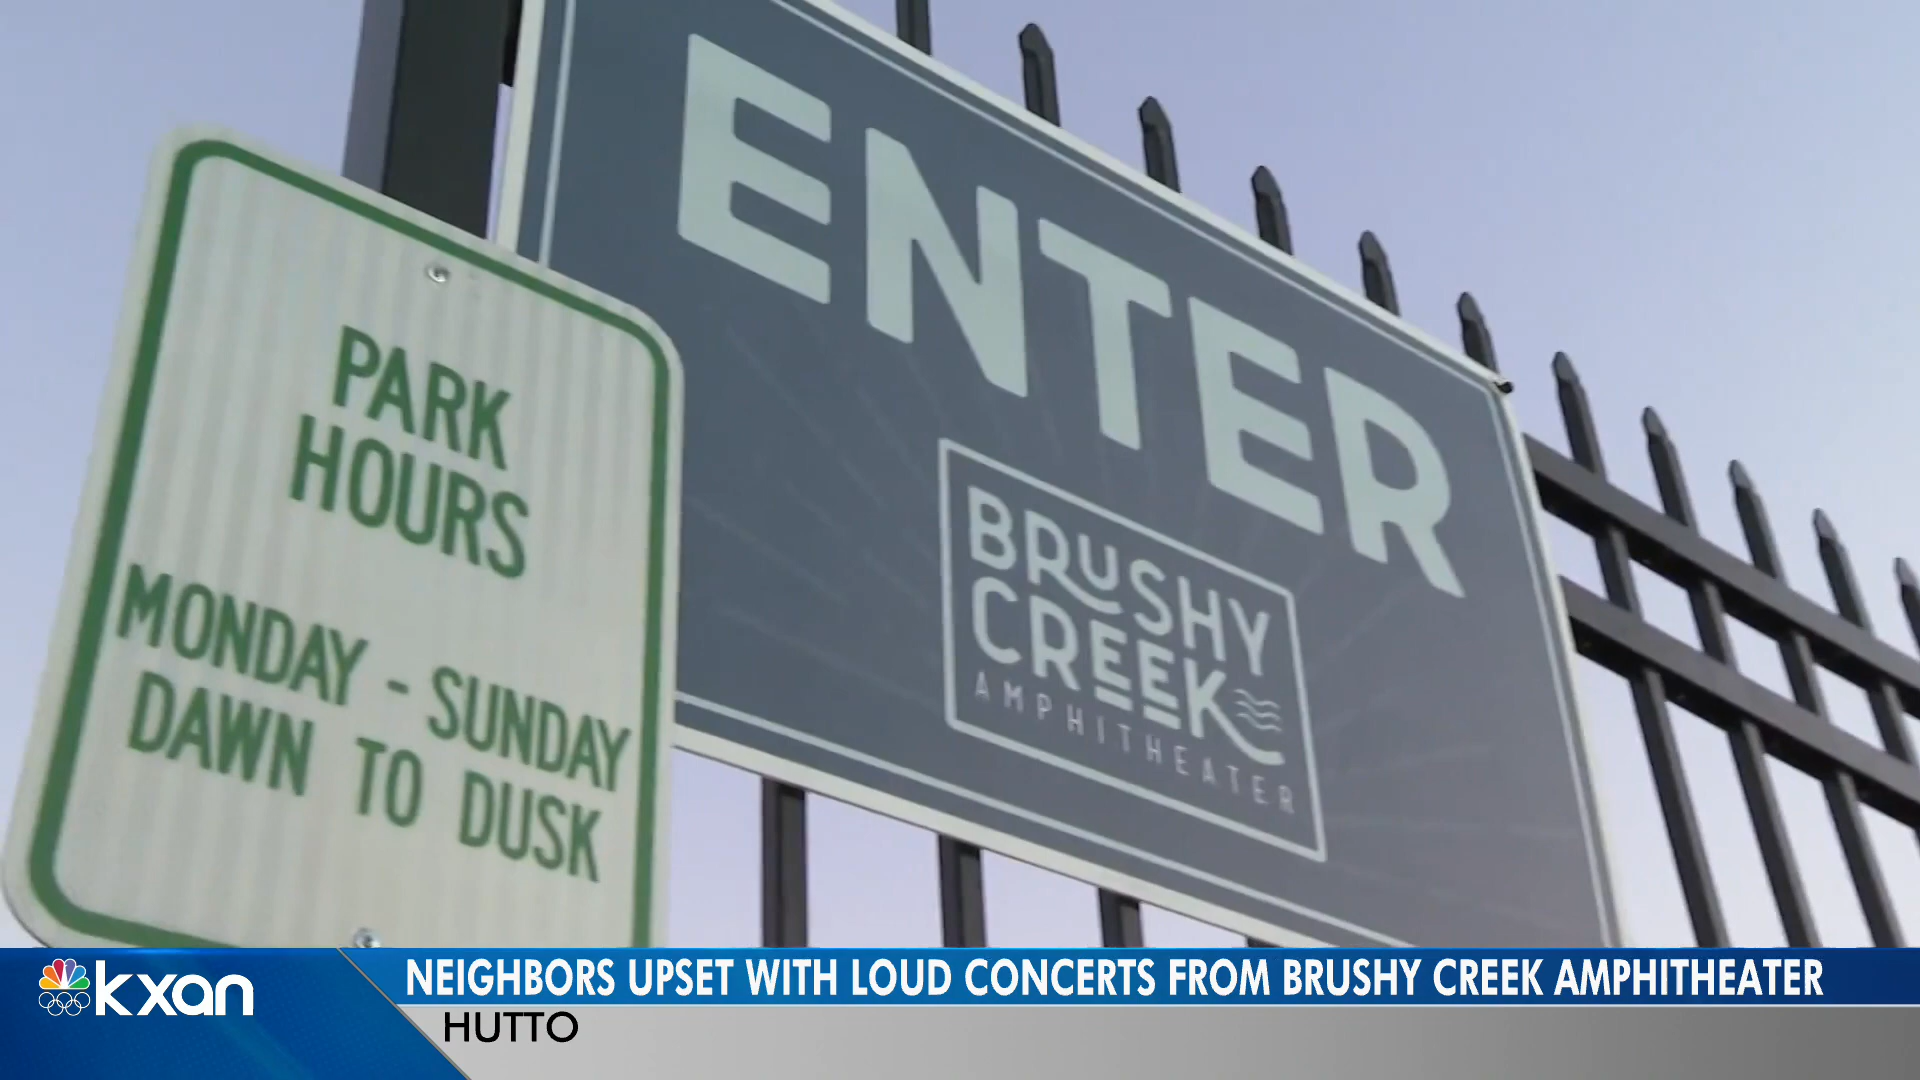 ENTER
BRUSHY
CREEK
AMPHITHEATER
PARK
HOURS
MONDAY - SUNDAY
DAWN TO DUSK
kxan
NEIGHBORS UPSET WITH LOUD CONCERTS FROM BRUSHY CREEK AMPHITHEATER
HUTTO